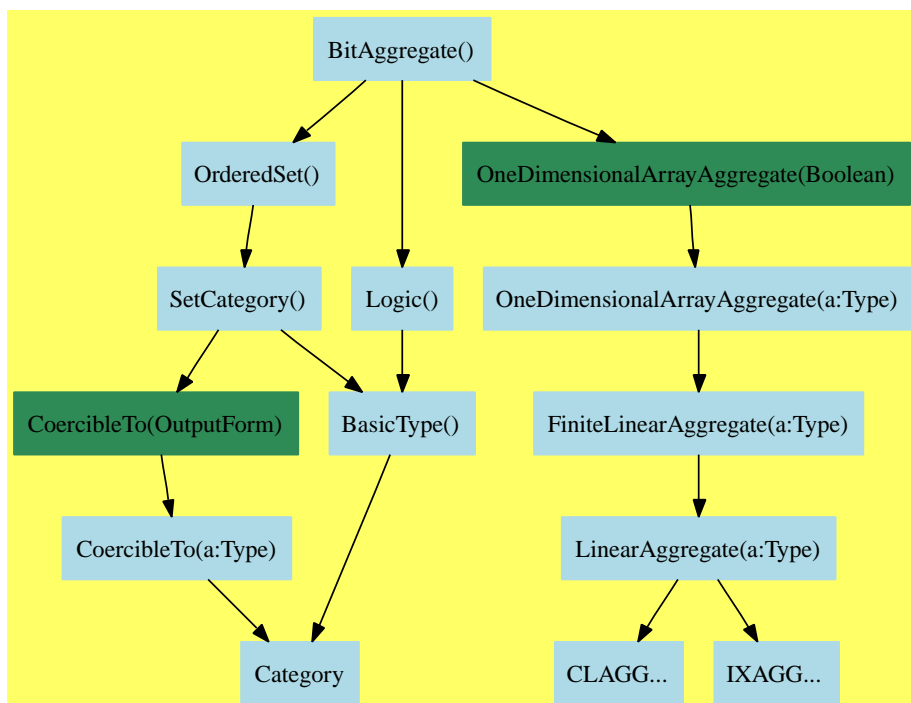 BitAggregate()
OrderedSet()
OneDimensionalArrayAggregate(Boolean)
SetCategory()
Logic()
OneDimensionalArrayAggregate(a:Type)
CoercibleTo(OutputForm)
BasicType()
FiniteLinearAggregate(a:Type)
CoercibleTo(a:Type)
LinearAggregate(a:Type)
Category
CLAGG...
IXAGG...